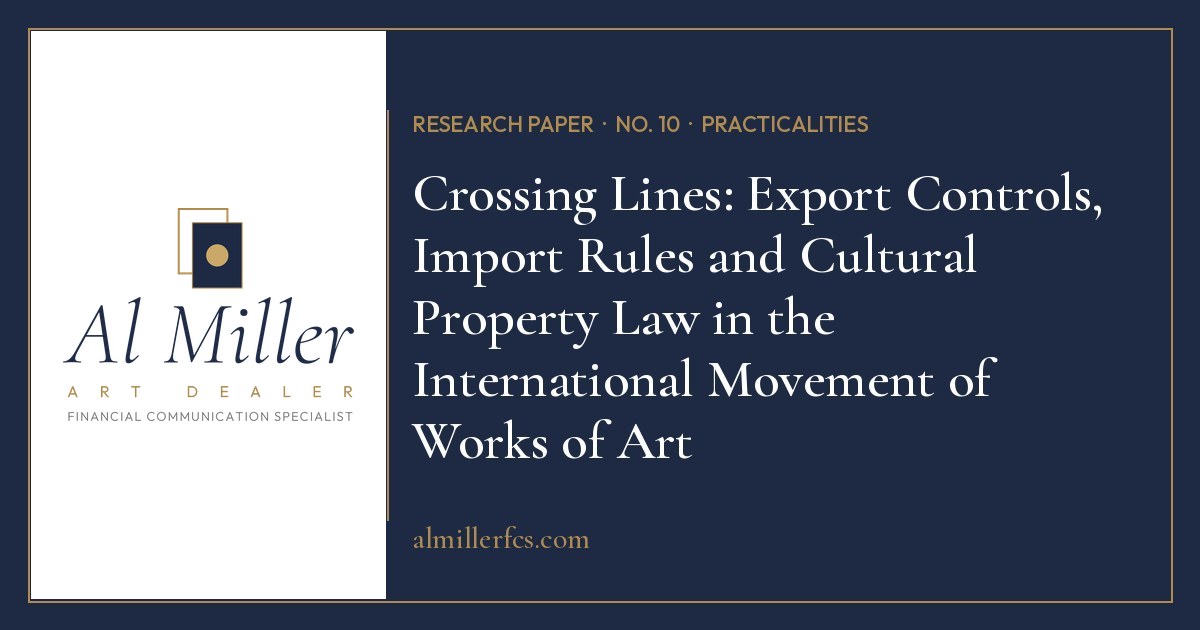 Al Miller
ART DEALER
FINANCIAL COMMUNICATION SPECIALIST
RESEARCH PAPER · NO. 10 · PRACTICALITIES
Crossing Lines: Export Controls,
Import Rules and Cultural
Property Law in the
International Movement of
Works of Art
almillerfcs.com